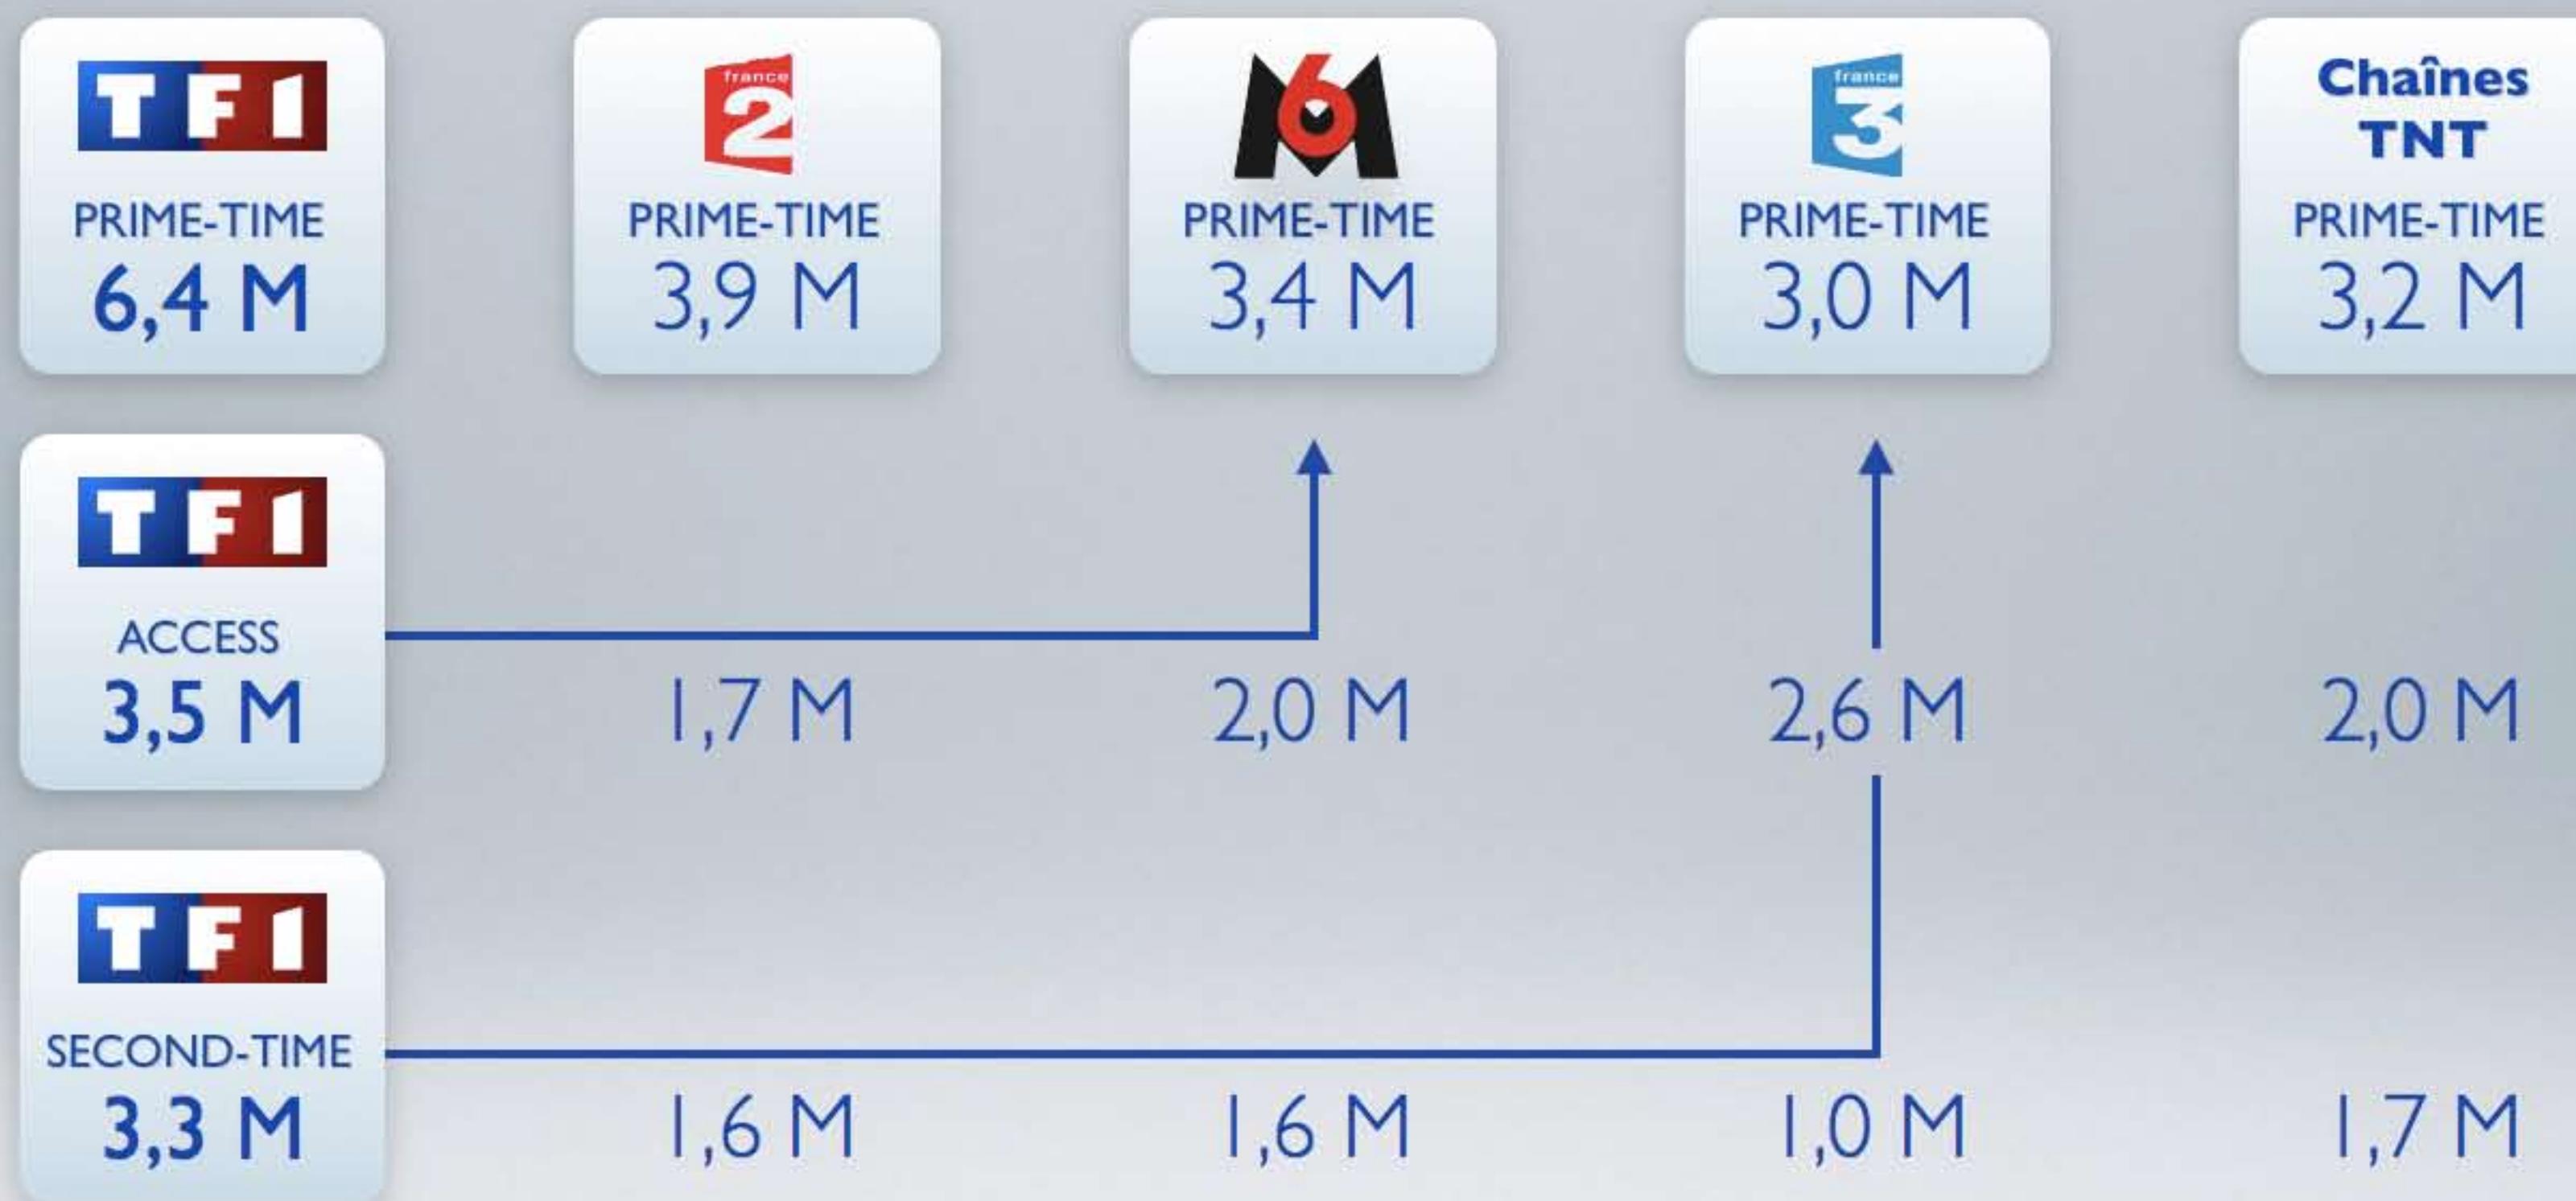 TF1
PRIME-TIME
6,4 M
france
2
PRIME-TIME
3,9 M
M6
PRIME-TIME
3,4 M
france
3
PRIME-TIME
3,0 M
Chaînes
TNT
PRIME-TIME
3,2 M
TF1
ACCESS
3,5 M
1,7 M
2,0 M
2,6 M
2,0 M
TF1
SECOND-TIME
3,3 M
1,6 M
1,6 M
1,0 M
1,7 M